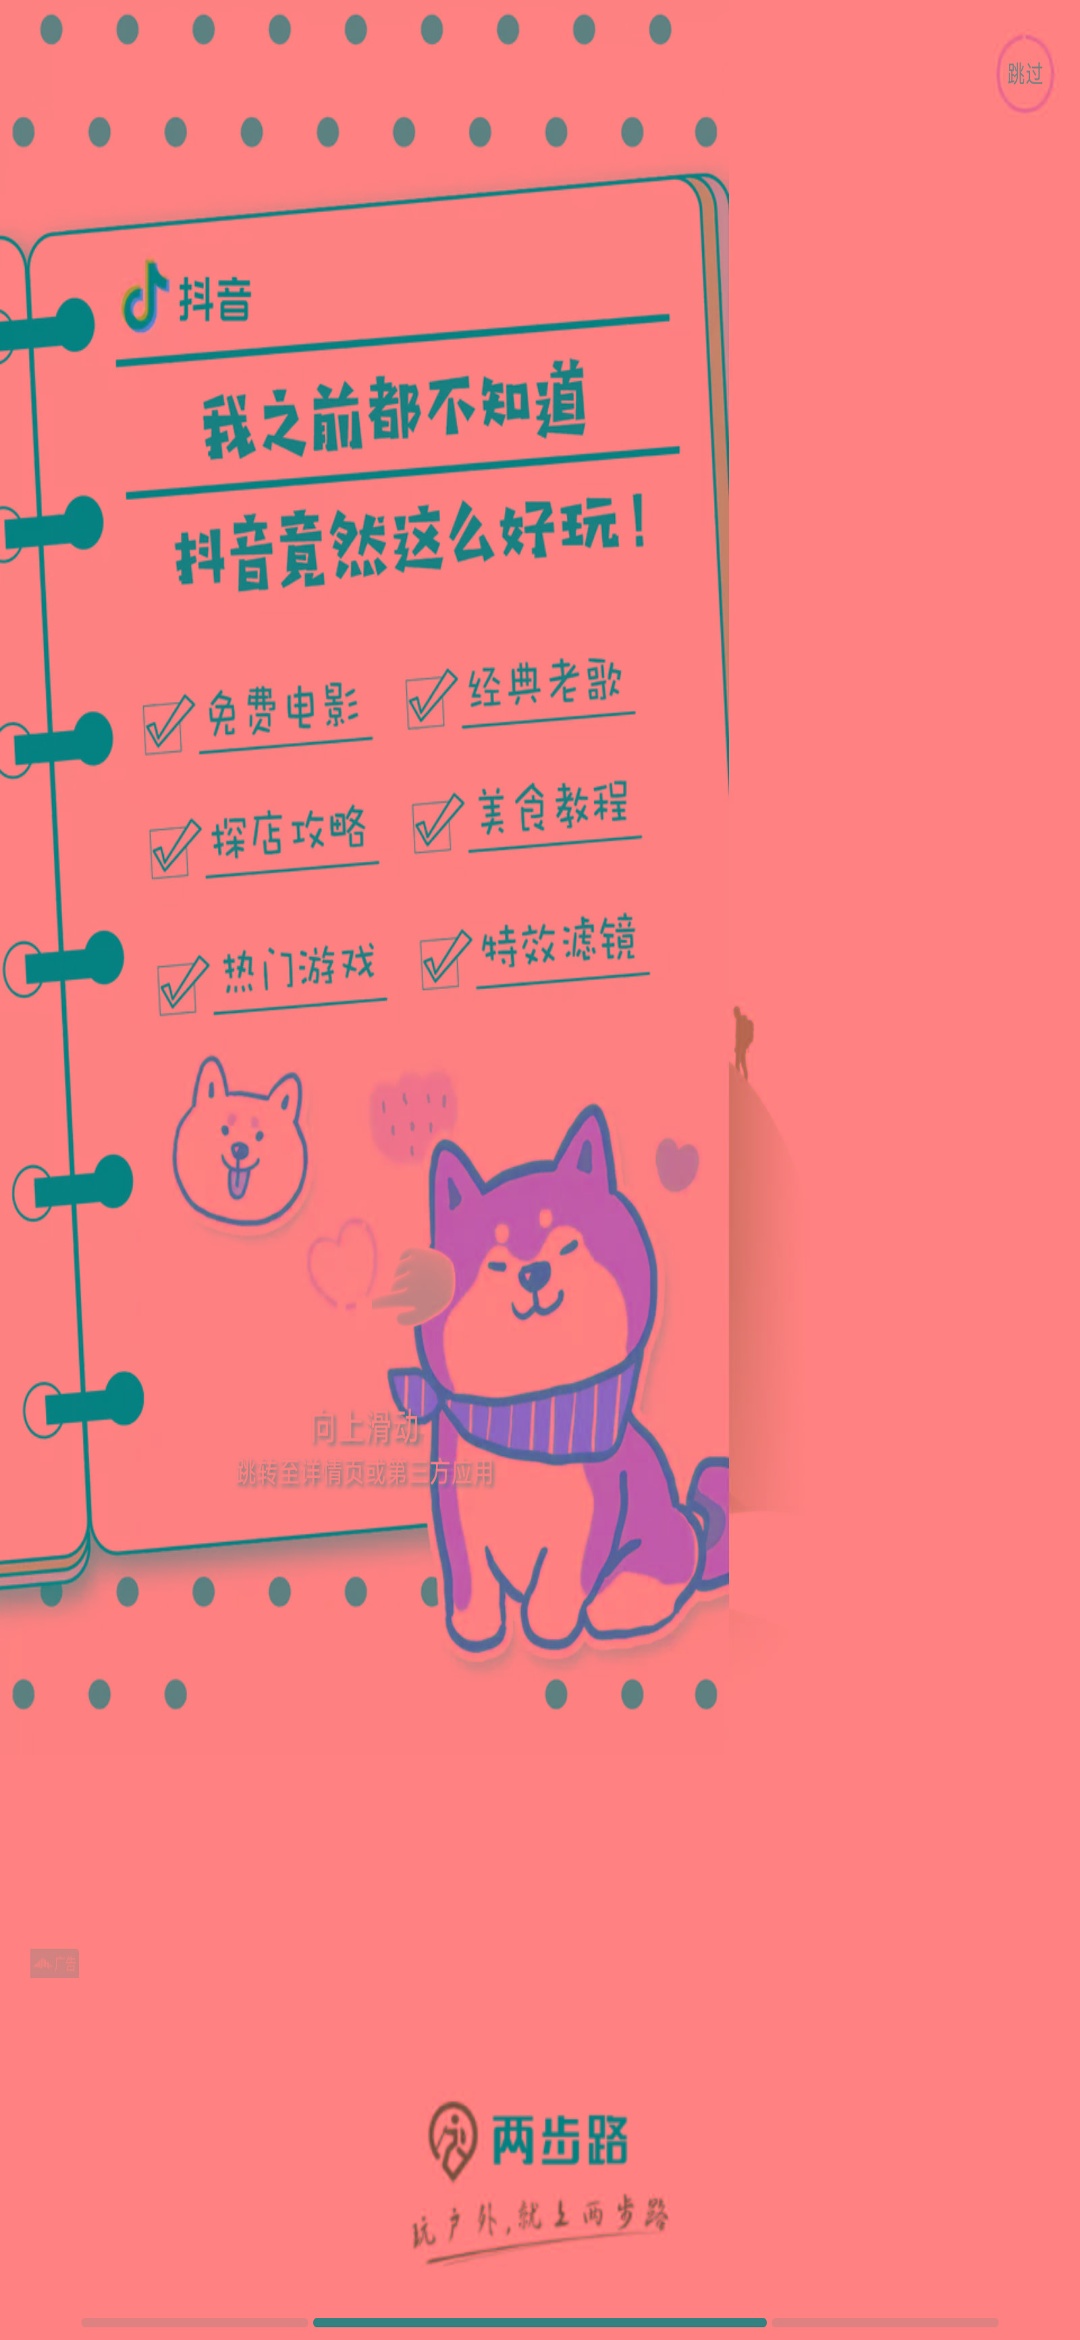 跳过
抖音
我之前都不知道
抖音竟然这么好玩！
免费电影 经典老歌
探店攻略 美食教程
热门游戏 特效滤镜
向上滑动
跳转至详情页或第三方应用
广告
两步路
玩户外,就上两步路